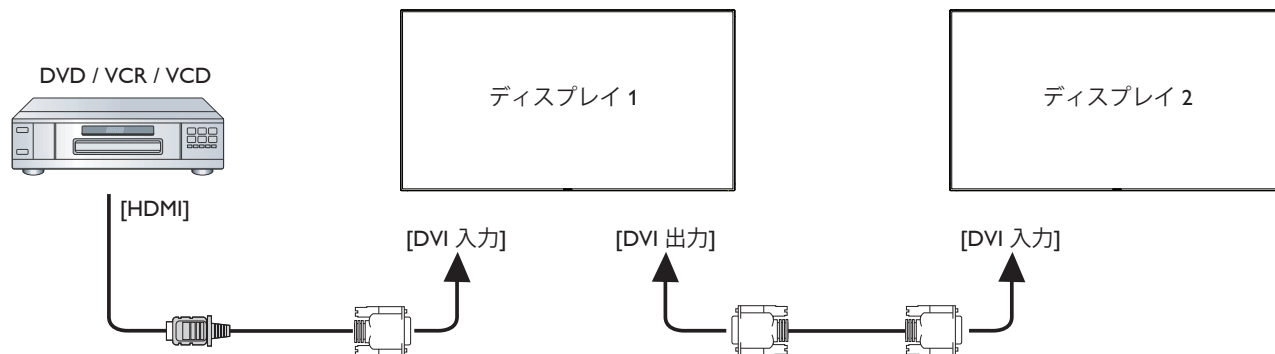 DVD / VCR / VCD
ディスプレイ 1
ディスプレイ 2
[HDMI]
[DVI 入力]
[DVI 出力]
[DVI 入力]